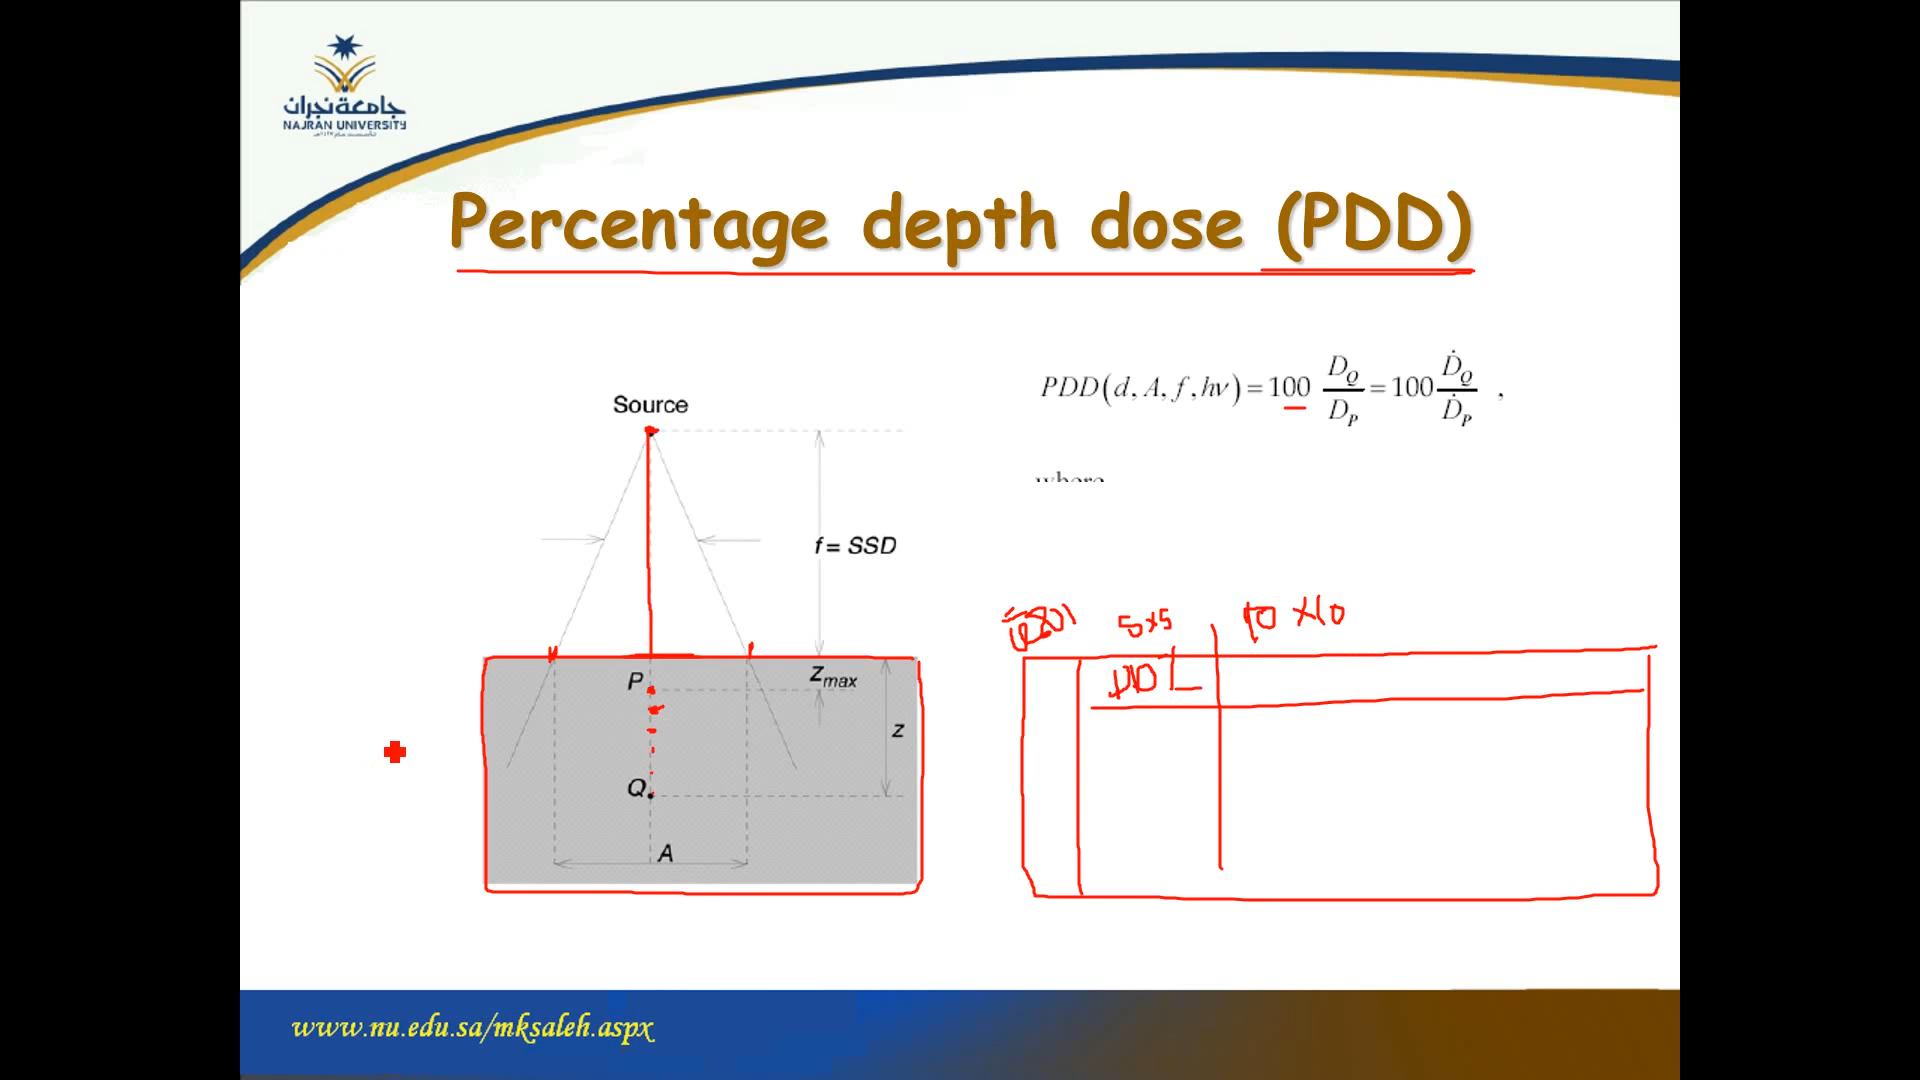 جامعة نجران
NAJRAN UNIVERSITY
Percentage depth dose (PDD)
PDD(d, A, f, hν) = 100 D_Q / D_P = 100 Ḋ_Q / Ḋ_P ,
where
Source
f = SSD
P
z_max
z
Q
A
5x5
10 x10
www.nu.edu.sa/mksaleh.aspx